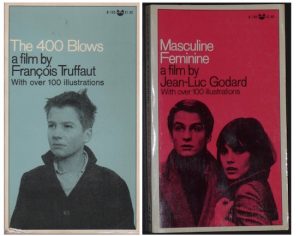 The 400 Blows
a film by
François Truffaut
With over 100 illustrations
Masculine
Feminine
a film by
Jean-Luc Godard
With over 100 illustrations